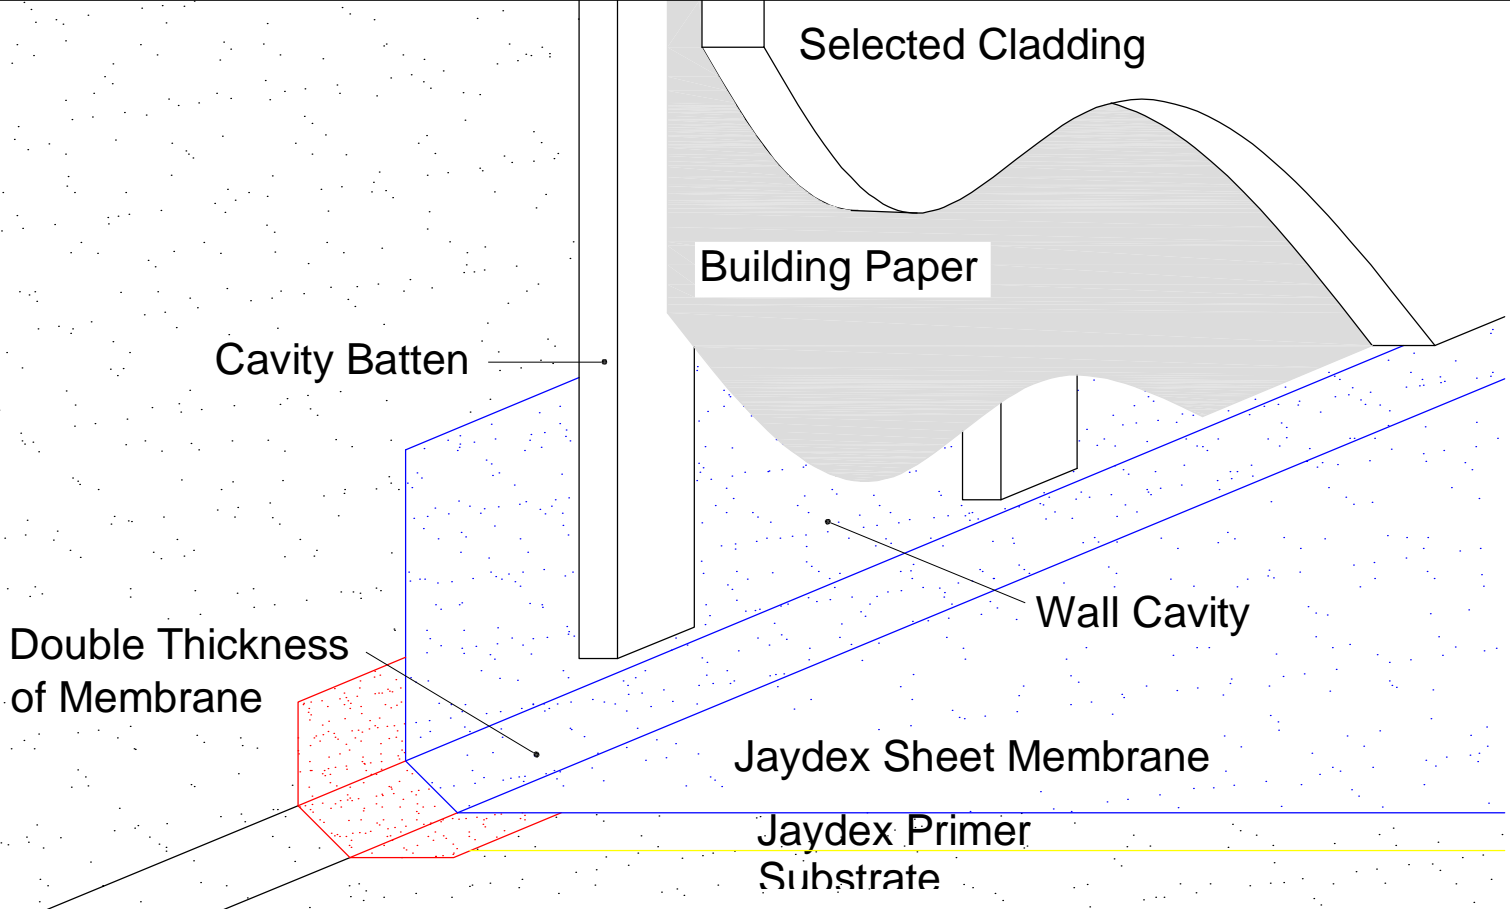 Selected Cladding
Building Paper
Cavity Batten
Wall Cavity
Double Thickness
of Membrane
Jaydex Sheet Membrane
Jaydex Primer
Substrate